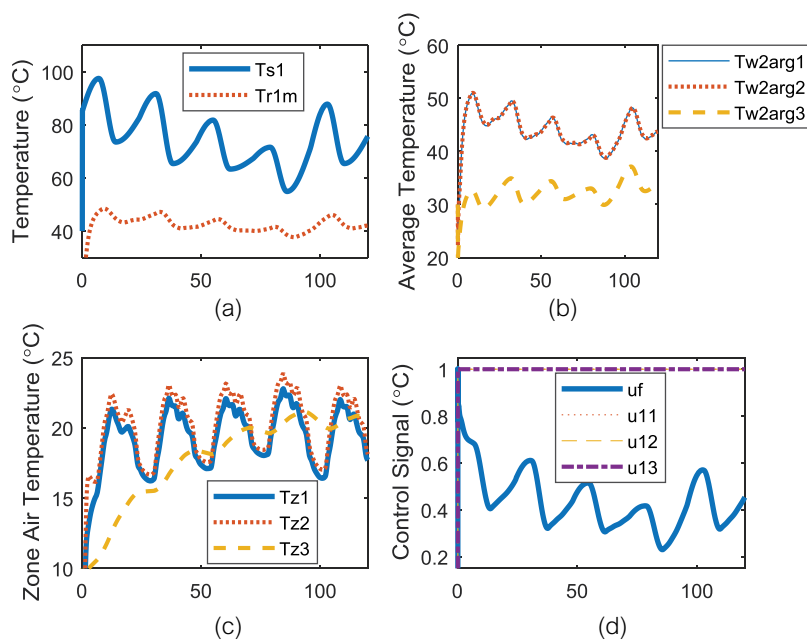 Temperature (°C)
100
80
60
40
0
50
100
Ts1
Tr1m
(a)
Average Temperature (°C)
60
50
40
30
20
0
50
100
Tw2arg1
Tw2arg2
Tw2arg3
(b)
Zone Air Temperature (°C)
25
20
15
10
0
50
100
Tz1
Tz2
Tz3
(c)
Control Signal (°C)
1
0.8
0.6
0.4
0.2
0
50
100
uf
u11
u12
u13
(d)